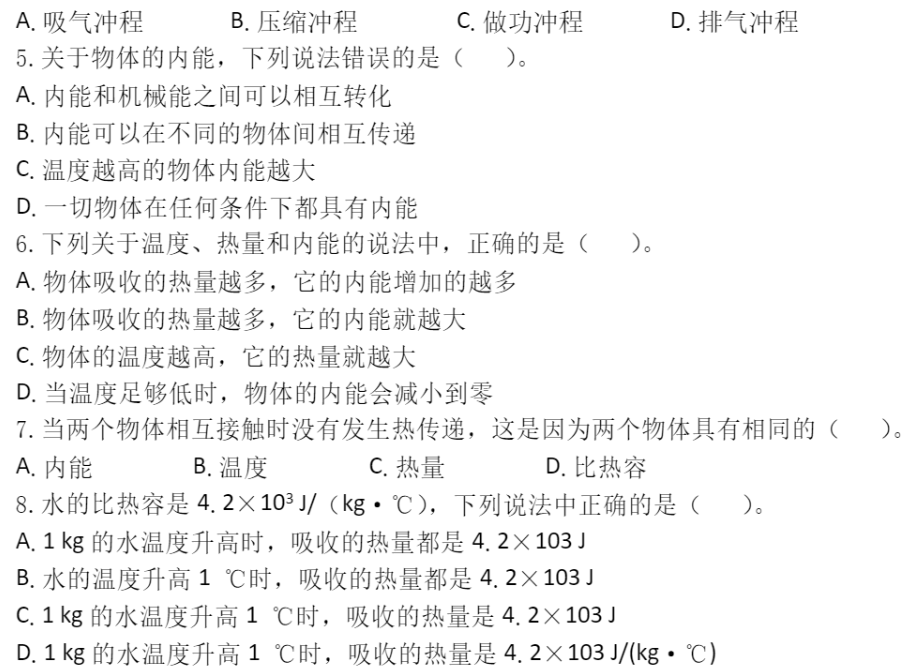 A. 吸气冲程 B. 压缩冲程 C. 做功冲程 D. 排气冲程
5. 关于物体的内能，下列说法错误的是（ ）。
A. 内能和机械能之间可以相互转化
B. 内能可以在不同的物体间相互传递
C. 温度越高的物体内能越大
D. 一切物体在任何条件下都具有内能
6. 下列关于温度、热量和内能的说法中，正确的是（ ）。
A. 物体吸收的热量越多，它的内能增加的越多
B. 物体吸收的热量越多，它的内能就越大
C. 物体的温度越高，它的热量就越大
D. 当温度足够低时，物体的内能会减小到零
7. 当两个物体相互接触时没有发生热传递，这是因为两个物体具有相同的（ ）。
A. 内能 B. 温度 C. 热量 D. 比热容
8. 水的比热容是 4. 2×10³ J/（kg·℃），下列说法中正确的是（ ）。
A. 1 kg 的水温度升高时，吸收的热量都是 4. 2×103 J
B. 水的温度升高 1 ℃时，吸收的热量都是 4. 2×103 J
C. 1 kg 的水温度升高 1 ℃时，吸收的热量是 4. 2×103 J
D. 1 kg 的水温度升高 1 ℃时，吸收的热量是 4. 2×103 J/(kg·℃)